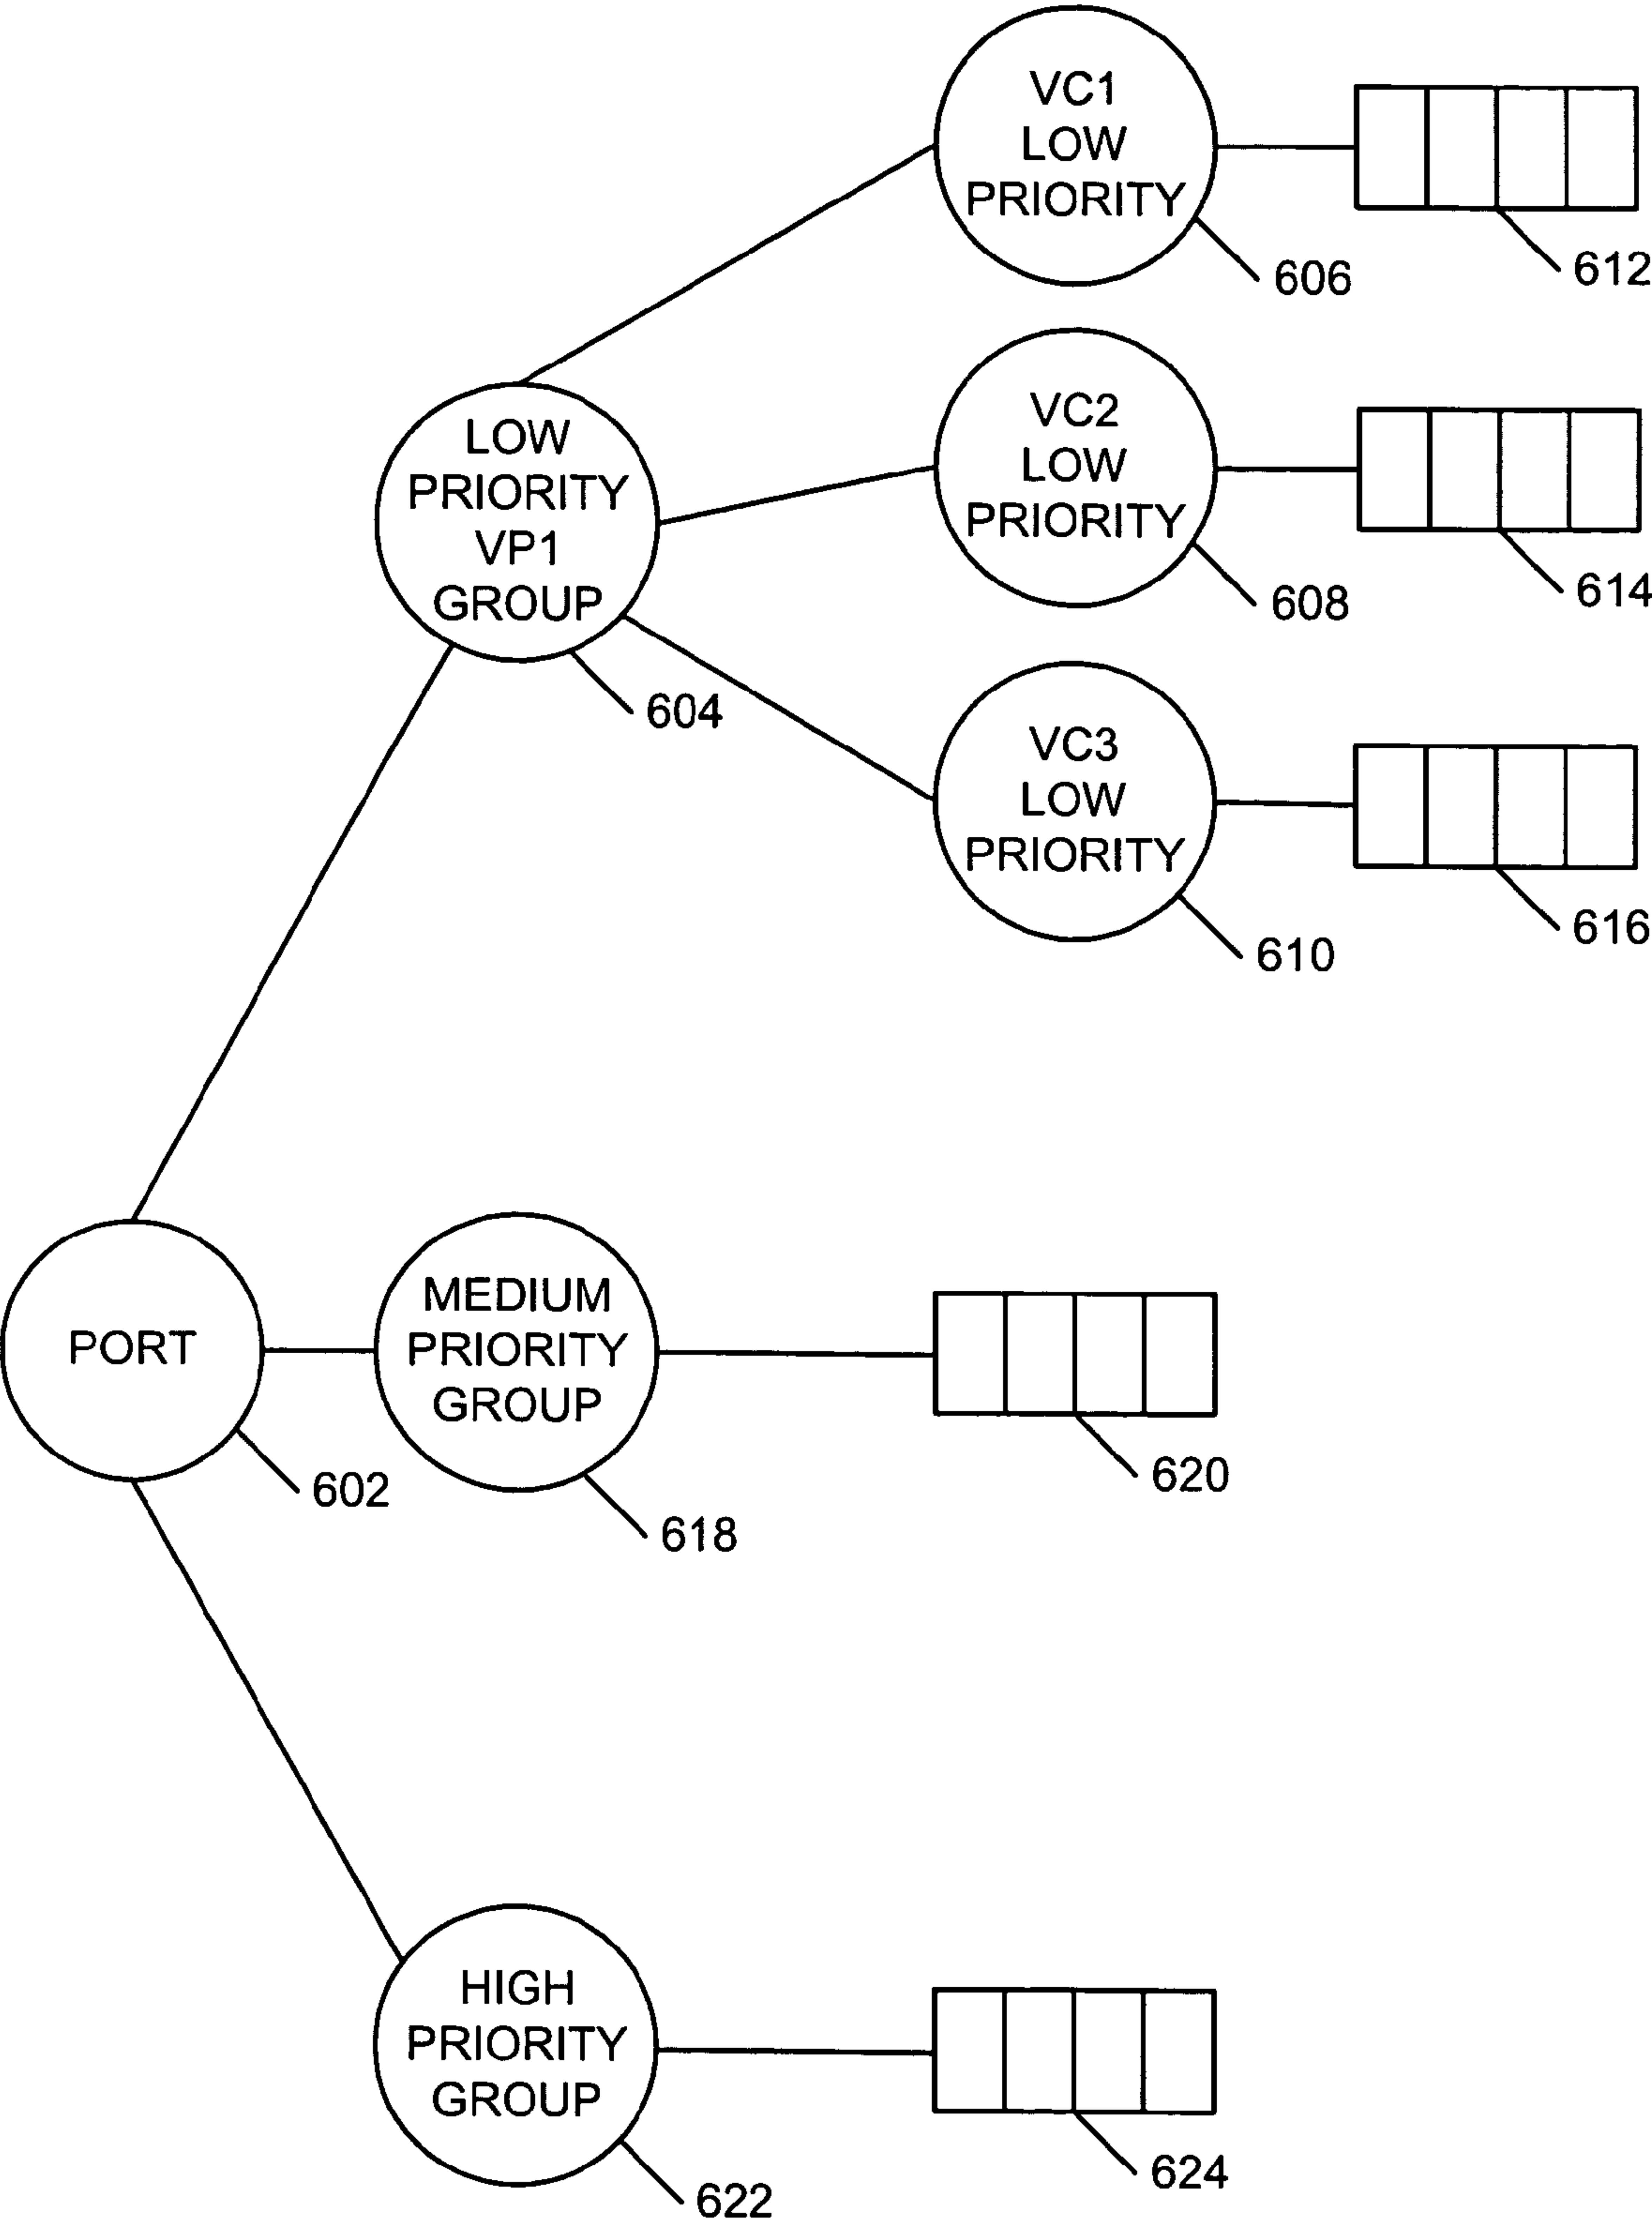 VC1
LOW
PRIORITY
606
612
VC2
LOW
PRIORITY
608
614
LOW
PRIORITY
VP1
GROUP
604
VC3
LOW
PRIORITY
610
616
PORT
602
MEDIUM
PRIORITY
GROUP
618
620
HIGH
PRIORITY
GROUP
622
624